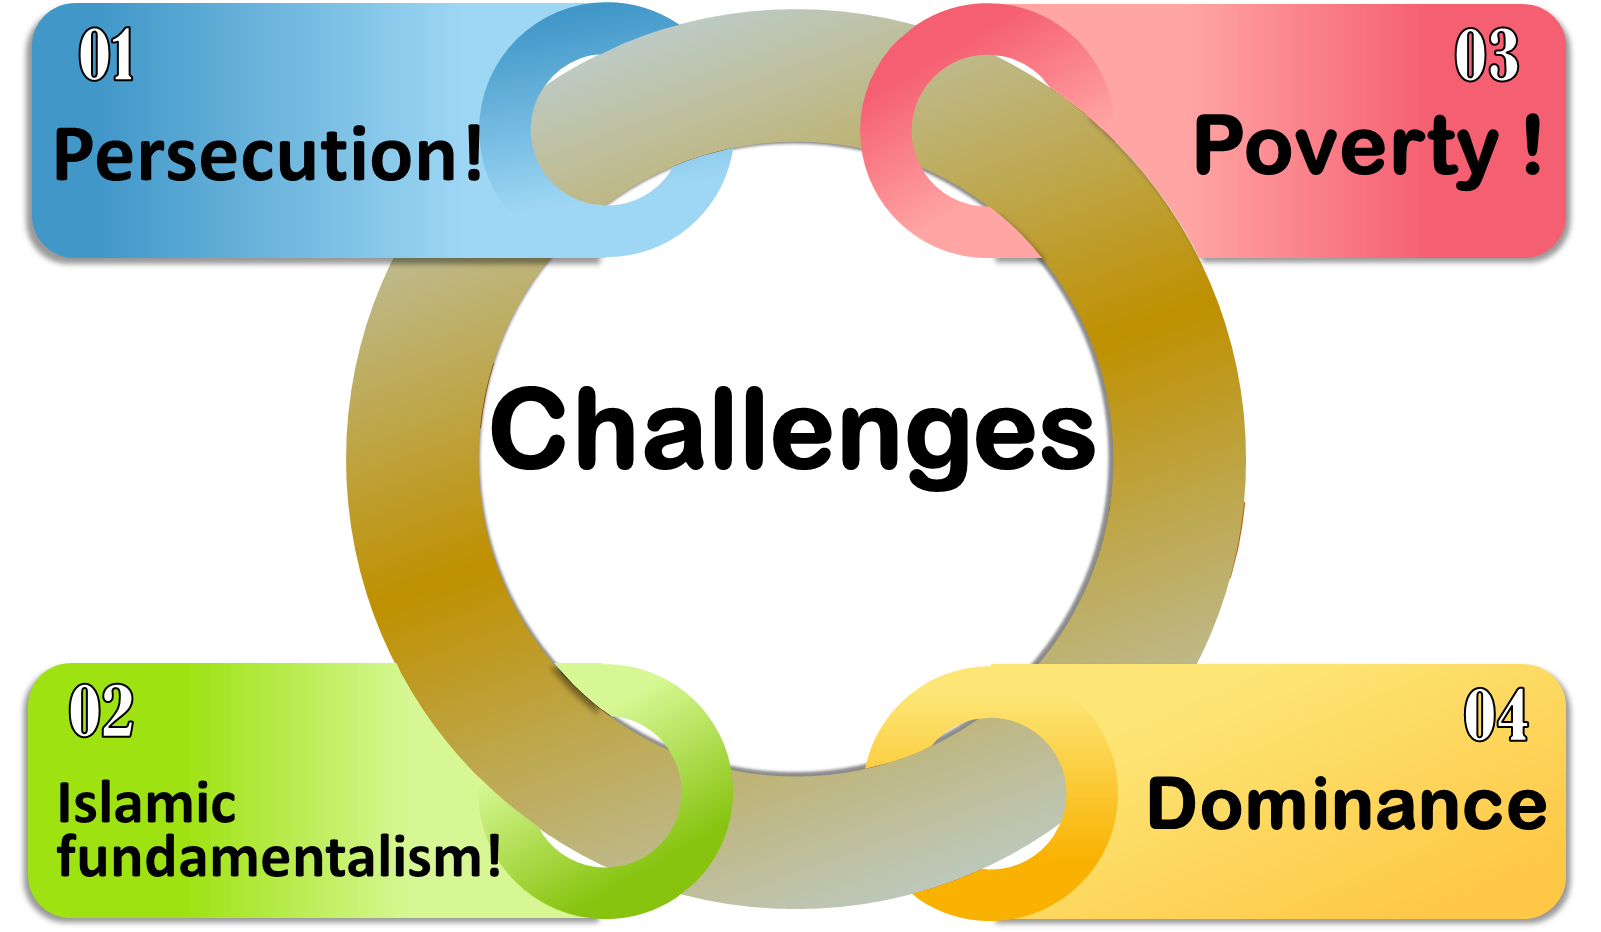 01
Persecution!
03
Poverty !
Challenges
02
Islamic
fundamentalism!
04
Dominance